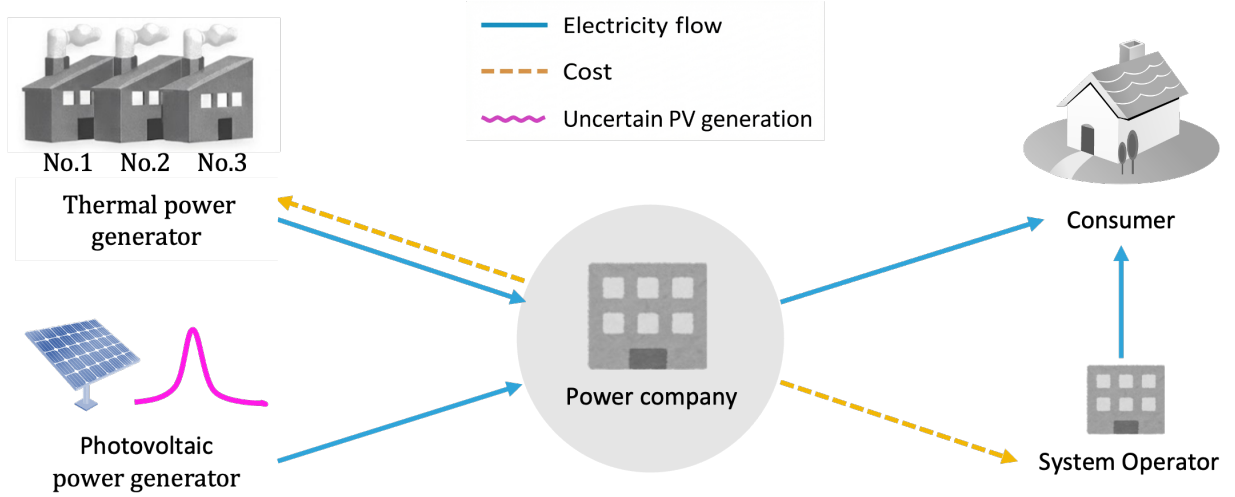 Electricity flow
Cost
Uncertain PV generation
No.1
No.2
No.3
Thermal power
generator
Consumer
Power company
Photovoltaic
power generator
System Operator